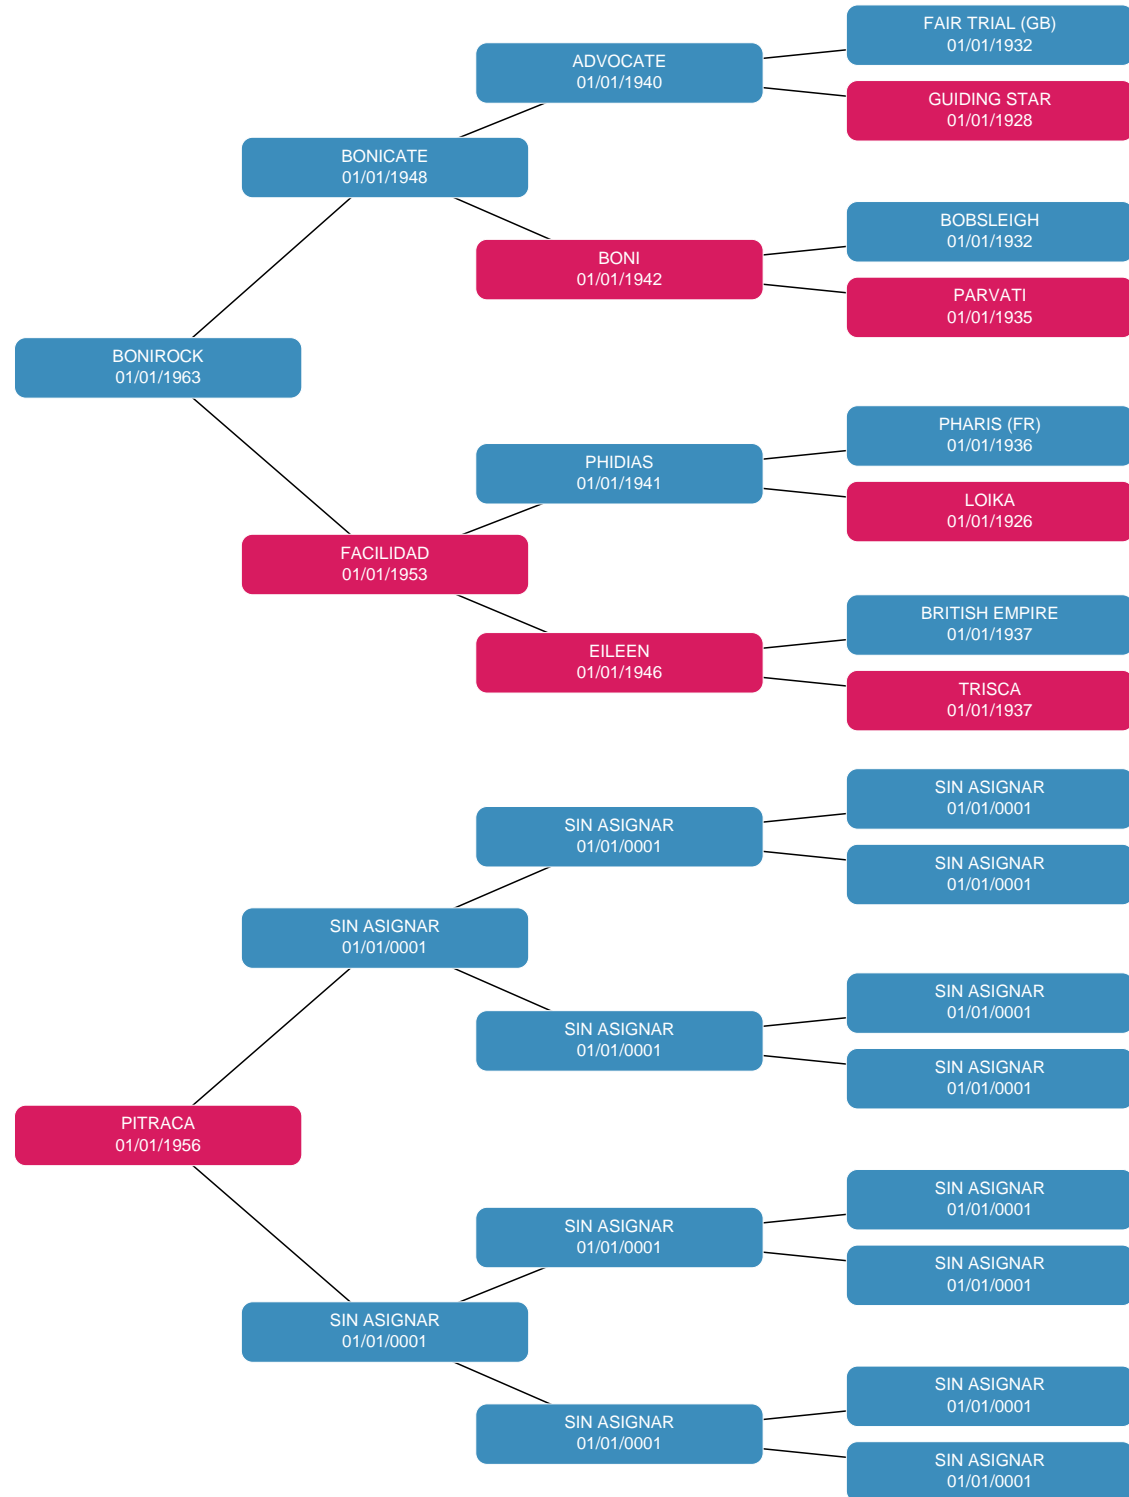 FAIR TRIAL (GB)
01/01/1932
ADVOCATE
01/01/1940
GUIDING STAR
01/01/1928
BONICATE
01/01/1948
BOBSLEIGH
01/01/1932
BONI
01/01/1942
PARVATI
01/01/1935
BONIROCK
01/01/1963
PHARIS (FR)
01/01/1936
PHIDIAS
01/01/1941
LOIKA
01/01/1926
FACILIDAD
01/01/1953
BRITISH EMPIRE
01/01/1937
EILEEN
01/01/1946
TRISCA
01/01/1937
SIN ASIGNAR
01/01/0001
SIN ASIGNAR
01/01/0001
SIN ASIGNAR
01/01/0001
SIN ASIGNAR
01/01/0001
SIN ASIGNAR
01/01/0001
SIN ASIGNAR
01/01/0001
SIN ASIGNAR
01/01/0001
PITRACA
01/01/1956
SIN ASIGNAR
01/01/0001
SIN ASIGNAR
01/01/0001
SIN ASIGNAR
01/01/0001
SIN ASIGNAR
01/01/0001
SIN ASIGNAR
01/01/0001
SIN ASIGNAR
01/01/0001
SIN ASIGNAR
01/01/0001